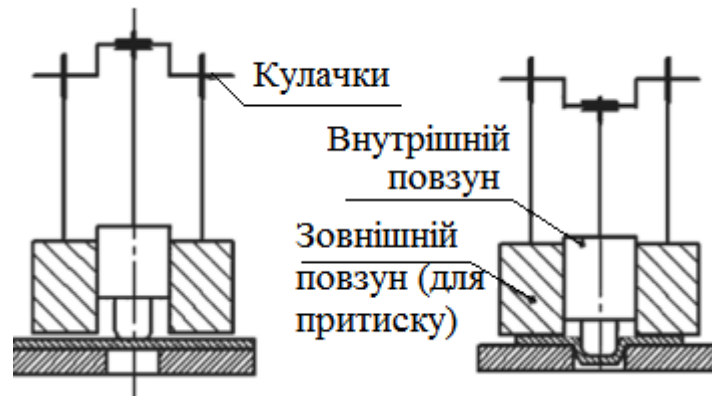 Кулачки
Внутрішній
повзун
Зовнішній
повзун (для
притиску)